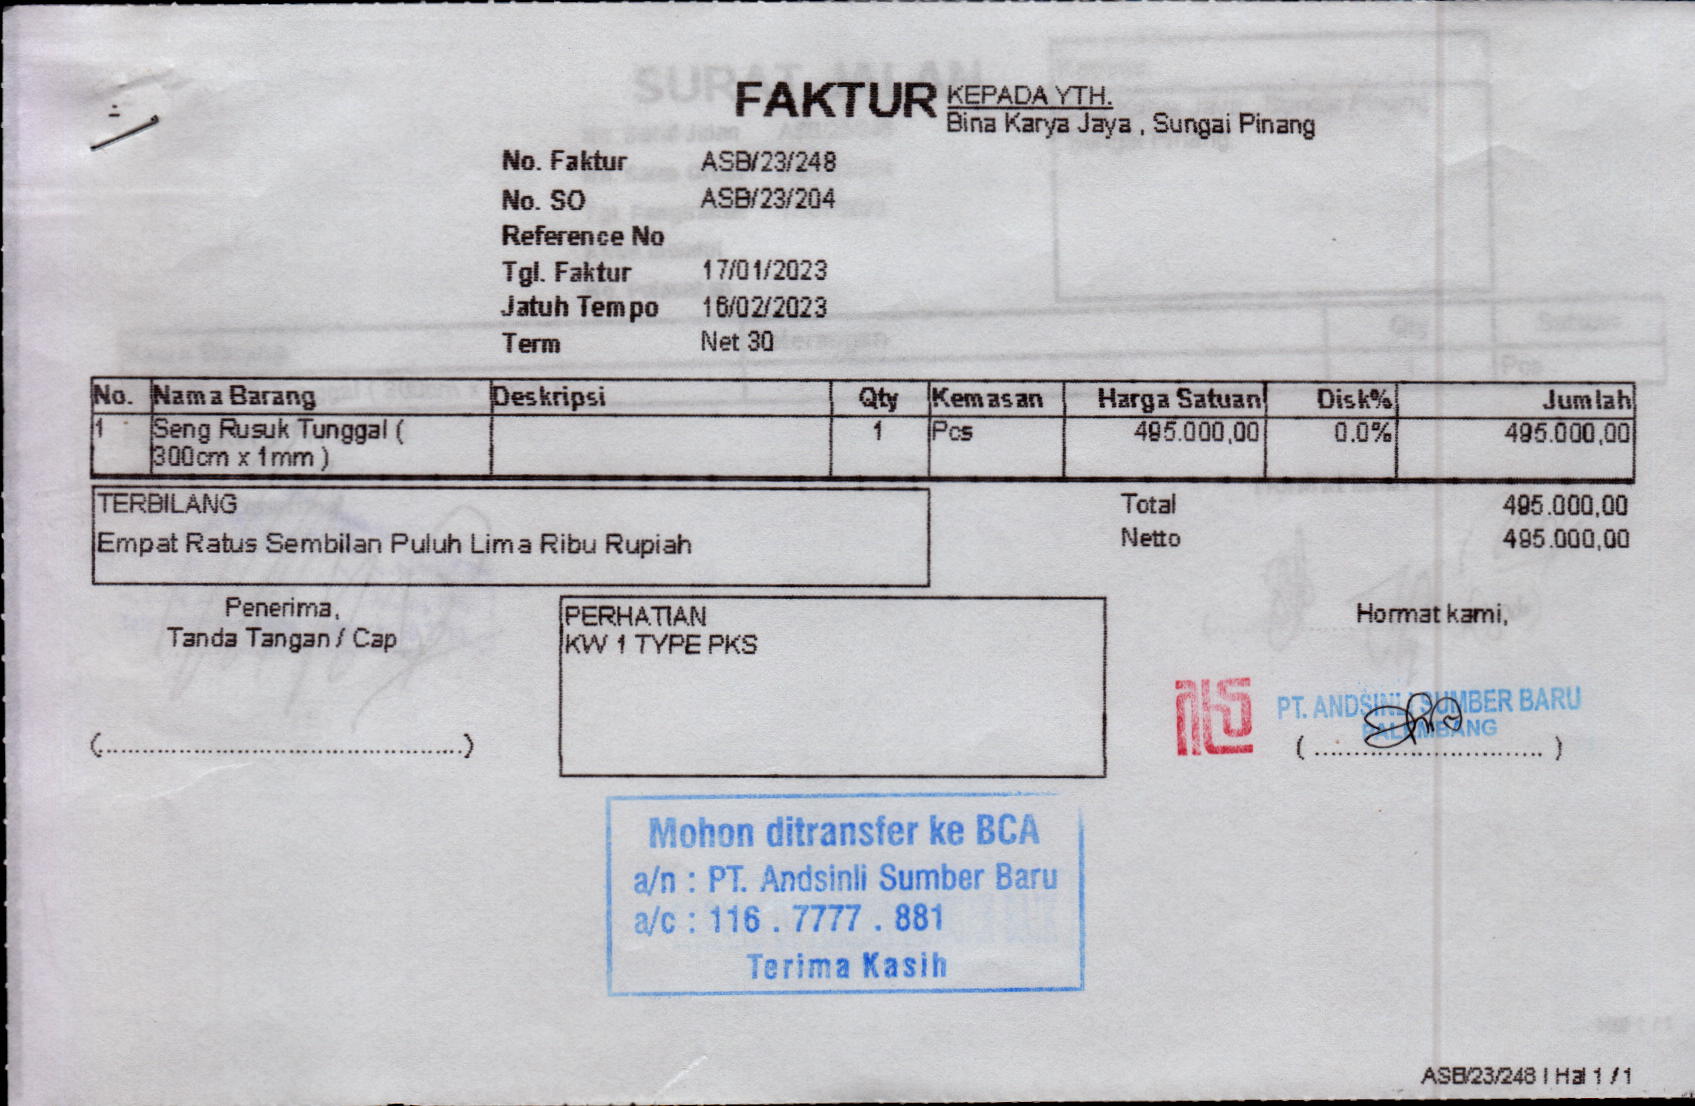 FAKTUR
KEPADA YTH.
Bina Karya Jaya , Sungai Pinang
No. Faktur ASB/23/248
No. SO ASB/23/204
Reference No
Tgl. Faktur 17/01/2023
Jatuh Tempo 16/02/2023
Term Net 30
No. Nama Barang Deskripsi Qty Kemasan Harga Satuan Disk% Jumlah
1 Seng Rusuk Tunggal ( 1 Pcs 495.000,00 0.0% 495.000,00
300cm x 1mm )
TERBILANG
Empat Ratus Sembilan Puluh Lima Ribu Rupiah
Total 495.000,00
Netto 495.000,00
Penerima,
Tanda Tangan / Cap
(...........................................................)
PERHATIAN
KW 1 TYPE PKS
Hormat kami,
PT. ANDSINLI SUMBER BARU
PALEMBANG
( .................................... )
Mohon ditransfer ke BCA
a/n : PT. Andsinli Sumber Baru
a/c : 116 . 7777 . 881
Terima Kasih
ASB/23/248 | Hal 1 / 1